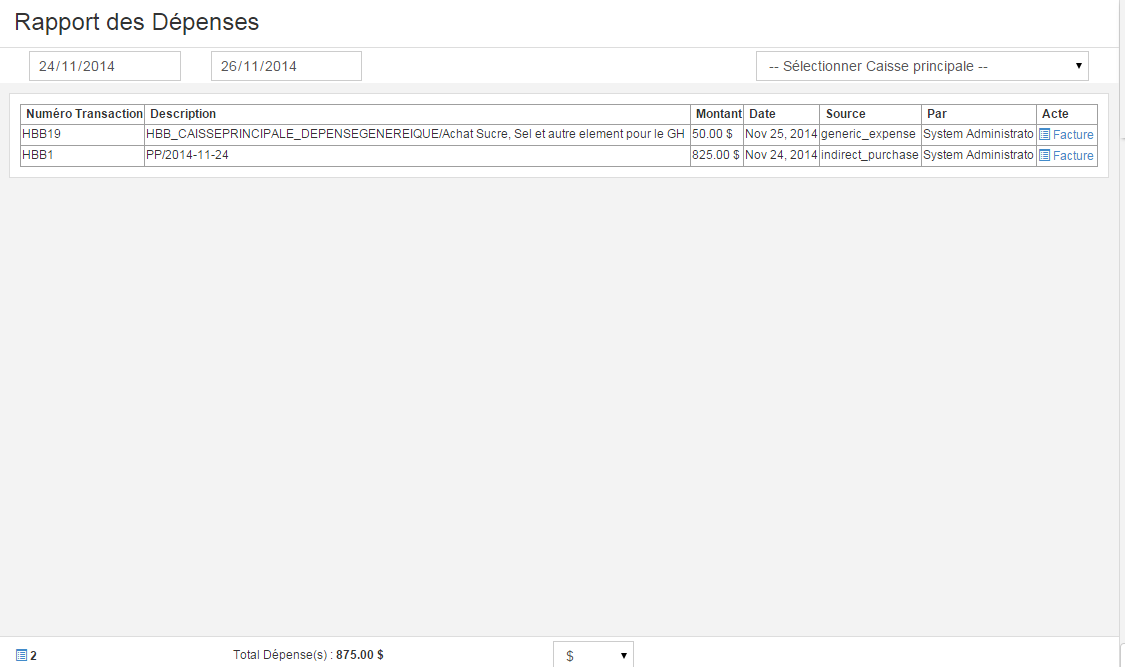 Rapport des Dépenses
24/11/2014 26/11/2014 -- Sélectionner Caisse principale --
Numéro Transaction Description Montant Date Source Par Acte
HBB19 HBB_CAISSEPRINCIPALE_DEPENSEGENEREIQUE/Achat Sucre, Sel et autre element pour le GH 50.00 $ Nov 25, 2014 generic_expense System Administrato Facture
HBB1 PP/2014-11-24 825.00 $ Nov 24, 2014 indirect_purchase System Administrato Facture
2 Total Dépense(s) : 875.00 $ $